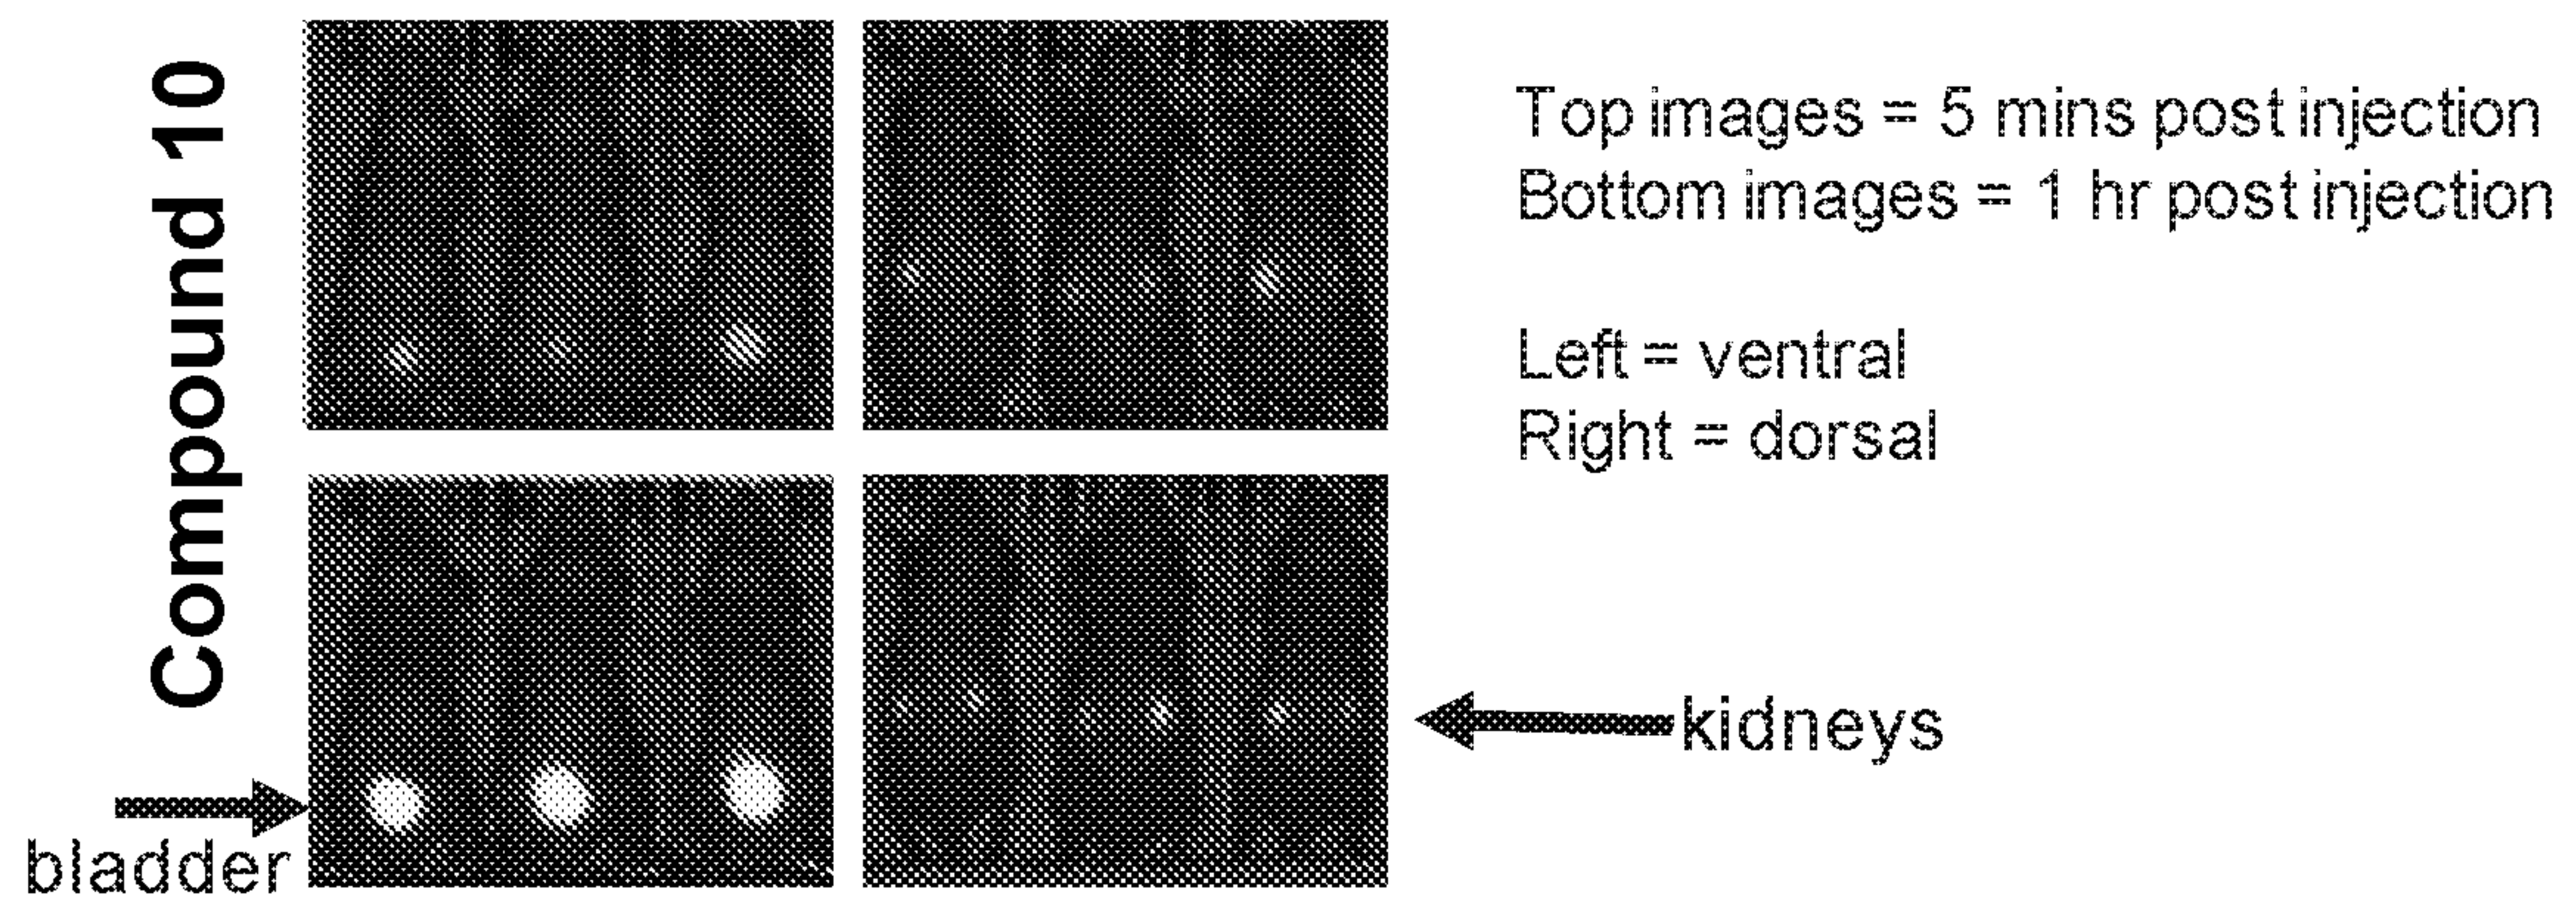 Compound 10
Top images = 5 mins post injection
Bottom images = 1 hr post injection
Left = ventral
Right = dorsal
kidneys
bladder